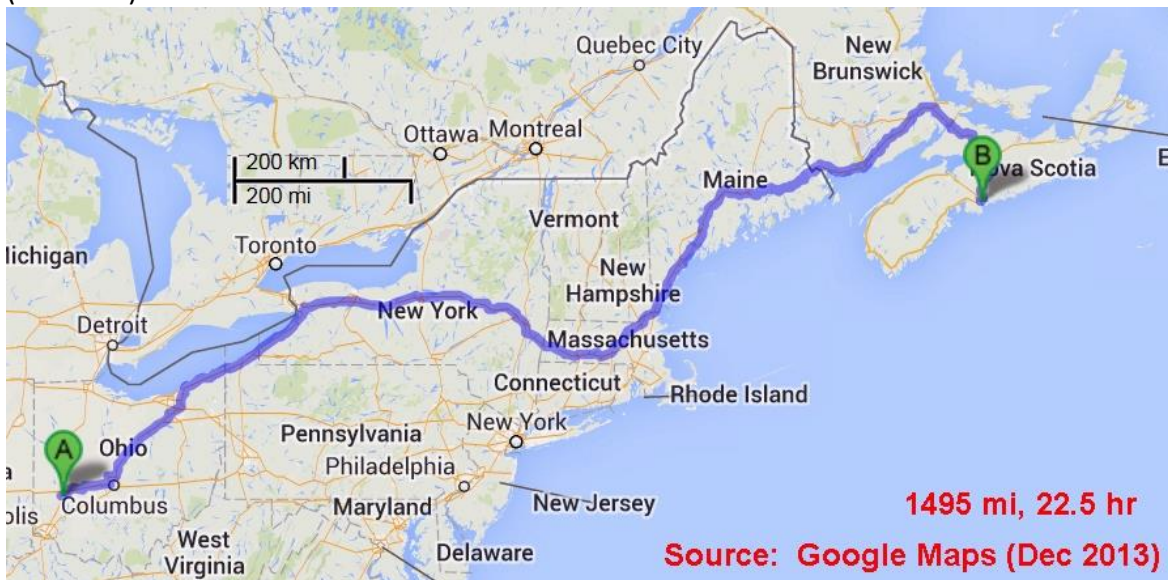 Quebec City
New
Brunswick
Ottawa
Montreal
200 km
200 mi
B
Nova Scotia
E
Maine
Vermont
Toronto
lichigan
New
Hampshire
New York
Detroit
Massachusetts
Connecticut
Rhode Island
New York
Pennsylvania
A
Ohio
Philadelphia
a
Columbus
Maryland
New Jersey
1495 mi, 22.5 hr
olis
West
Virginia
Delaware
Source: Google Maps (Dec 2013)